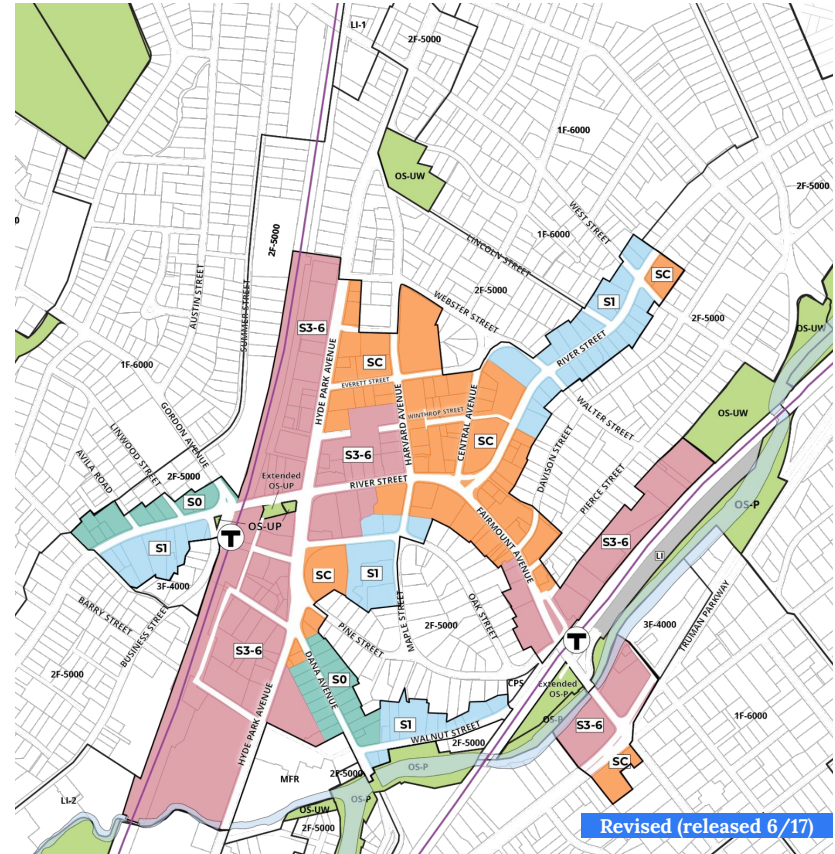 LI-1
2F-5000
1F-6000
OS-UW
2F-5000
WEST STREET
1F-6000
LINCOLN STREET
2F-5000
AUSTIN STREET
SUMMER STREET
2F-5000
WEBSTER STREET
SC
S1
S3-6
HYDE PARK AVENUE
RIVER STREET
2F-5000
OS-UW
1F-6000
SC
EVERETT STREET
HARVARD AVENUE
WINTHROP STREET
CENTRAL AVENUE
GORDON AVENUE
LINWOOD STREET
AVILA ROAD
WALTER STREET
OS-UW
SC
S3-6
DAVISON STREET
2F-5000
Extended
OS-UP
RIVER STREET
PIERCE STREET
S0
OS-P
OS-UP
FAIRMOUNT AVENUE
T
S1
S3-6
LI
3F-4000
SC
S1
BARRY STREET
BUSINESS STREET
MAPLE STREET
OAK STREET
2F-5000
3F-4000
TRUMAN PARKWAY
PINE STREET
T
S3-6
2F-5000
DANA AVENUE
S0
CPS
Extended
OS-P
HYDE PARK AVENUE
S1
WALNUT STREET
OS-P
S3-6
1F-6000
2F-5000
SC
MFR
2F-5000
OS-P
LI-2
OS-P
OS-UW
2F-5000
Revised (released 6/17)